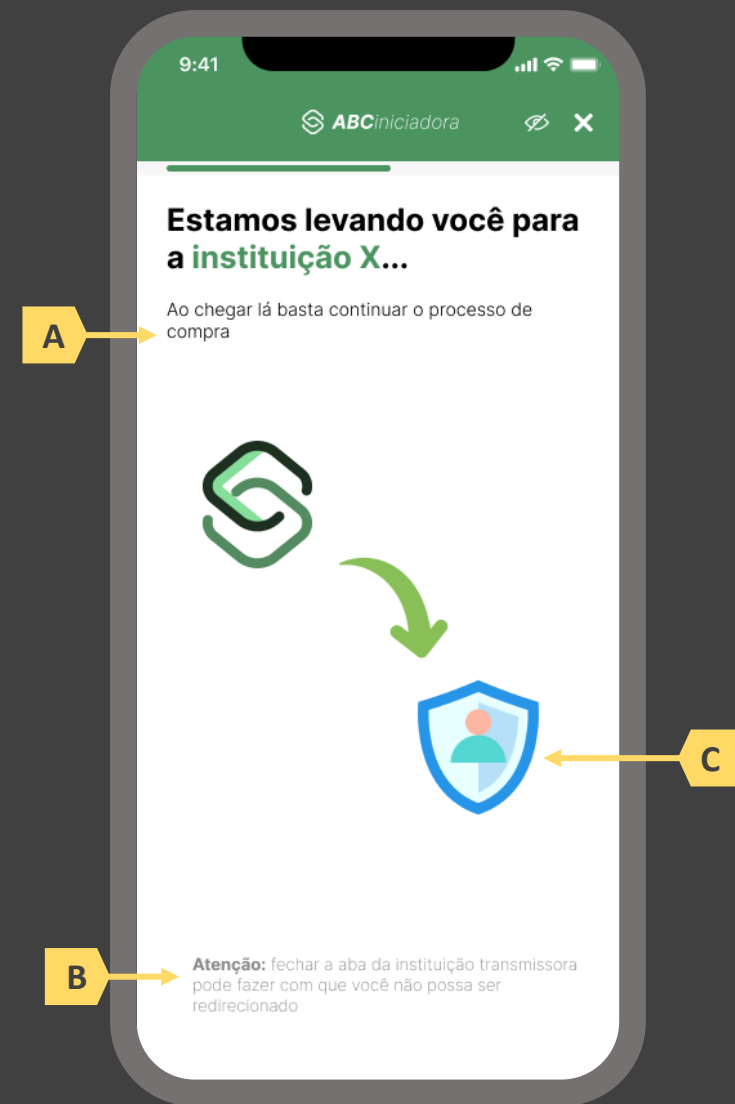 9:41
ABCiniciadora
Estamos levando você para
a instituição X...
Ao chegar lá basta continuar o processo de
compra
A
C
B
Atenção: fechar a aba da instituição transmissora
pode fazer com que você não possa ser
redirecionado